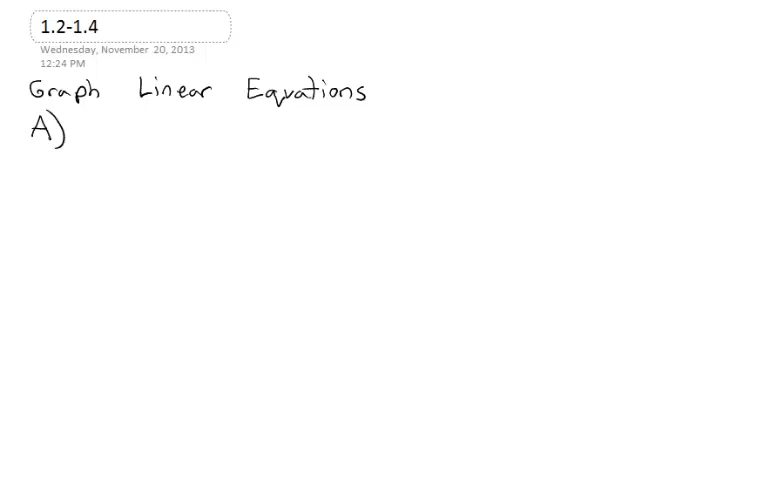 1.2-1.4
Wednesday, November 20, 2013
12:24 PM
Graph Linear Equations
A)